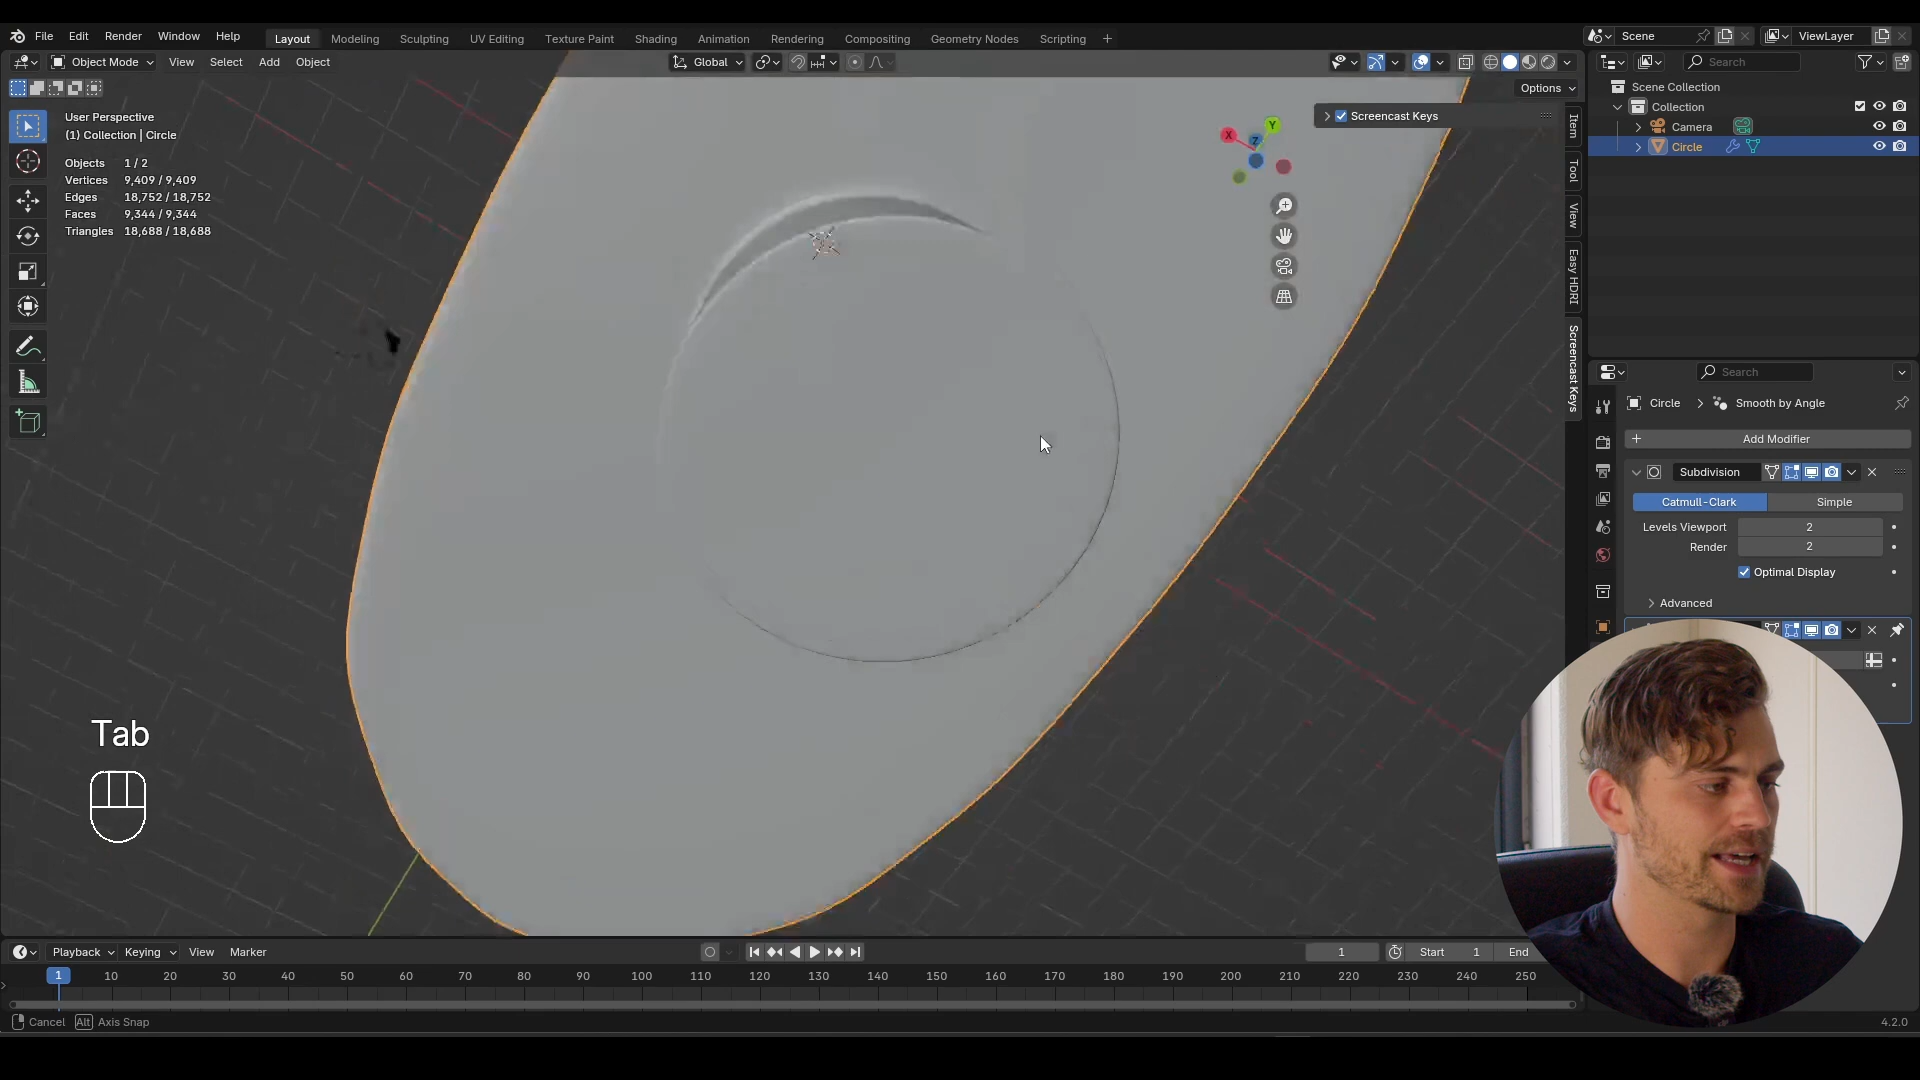 File Edit Render Window Help Layout Modeling Sculpting UV Editing Texture Paint Shading Animation Rendering Compositing Geometry Nodes Scripting + Scene ViewLayer
Object Mode View Select Add Object Global Search
Options
User Perspective
(1) Collection | Circle
Objects 1 / 2
Vertices 9,409 / 9,409
Edges 18,752 / 18,752
Faces 9,344 / 9,344
Triangles 18,688 / 18,688
Screencast Keys
X
Y
Z
Item
Tool
View
Easy HDRI
Screencast Keys
Scene Collection
Collection
Camera
Circle
Search
Circle > Smooth by Angle
+ Add Modifier
Subdivision
Catmull-Clark Simple
Levels Viewport 2
Render 2
Optimal Display
Advanced
Tab
Playback Keying View Marker 1 Start 1 End
1 10 20 30 40 50 60 70 80 90 100 110 120 130 140 150 160 170 180 190 200 210 220 230 240 250
Cancel Alt Axis Snap 4.2.0